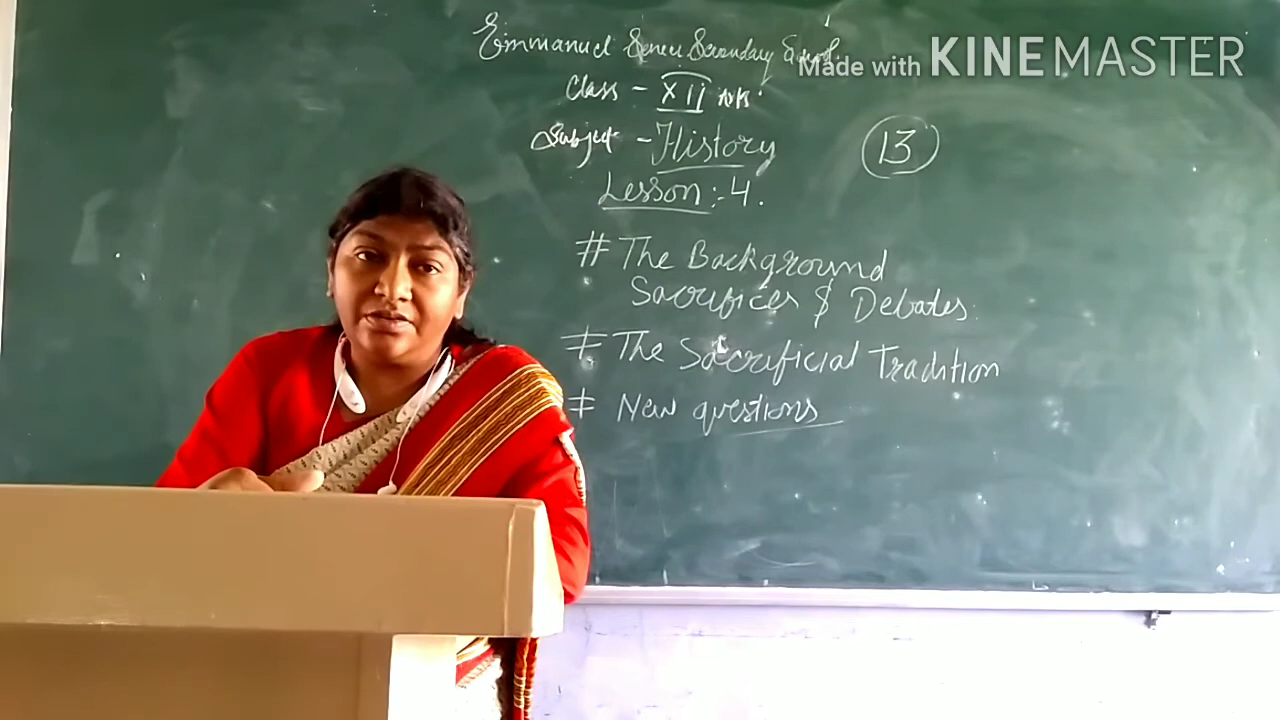 Emmanuel Senior Secondary School.
Made with KINEMASTER
Class - XII Arts
Subject - History
13
Lesson :- 4.
# The Background
Sacrifices & Debates.
# The Sacrificial Tradition
# New questions